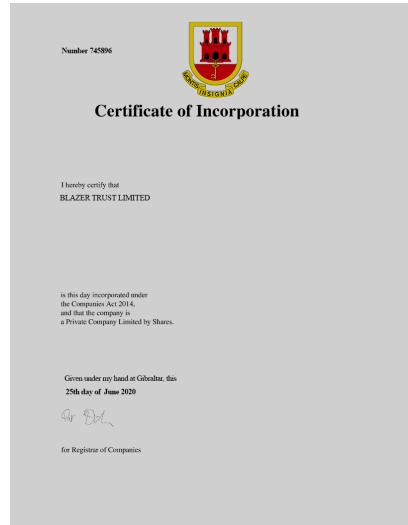 Number 745896
MONTIS INSIGNIA CALPE
Certificate of Incorporation
I hereby certify that
BLAZER TRUST LIMITED
is this day incorporated under
the Companies Act 2014,
and that the company is
a Private Company Limited by Shares.
Given under my hand at Gibraltar, this
25th day of June 2020
for Registrar of Companies